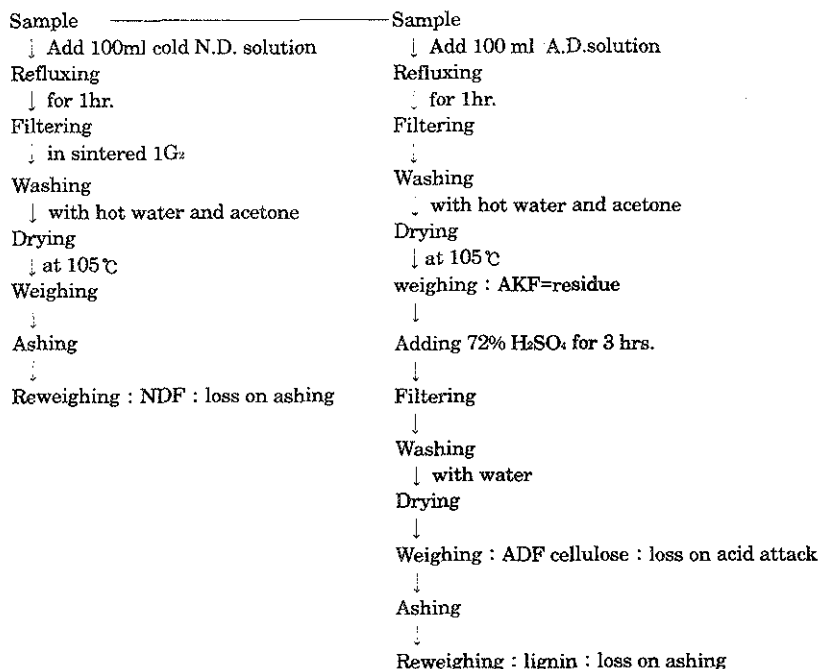 Sample
Add 100ml cold N.D. solution
Refluxing
for 1hr.
Filtering
in sintered 1G₂
Washing
with hot water and acetone
Drying
at 105℃
Weighing
Ashing
Reweighing : NDF : loss on ashing
Sample
Add 100 ml A.D.solution
Refluxing
for 1hr.
Filtering
Washing
with hot water and acetone
Drying
at 105℃
weighing : AKF=residue
Adding 72% H₂SO₄ for 3 hrs.
Filtering
Washing
with water
Drying
Weighing : ADF cellulose : loss on acid attack
Ashing
Reweighing : lignin : loss on ashing